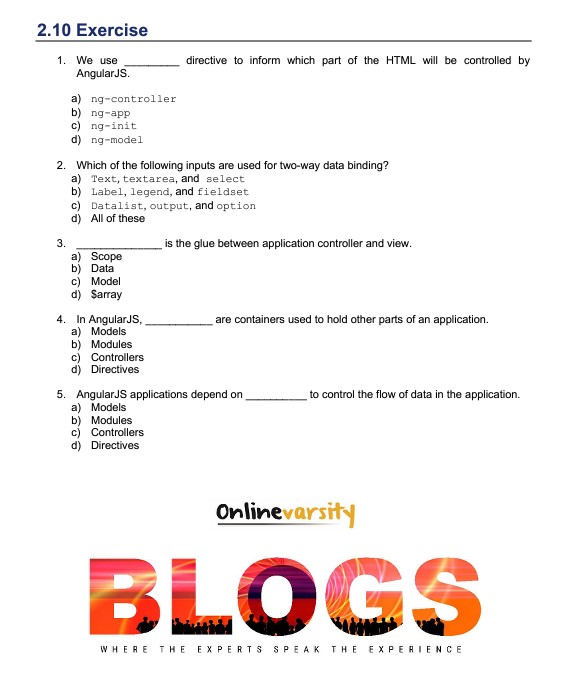 2.10 Exercise
1. We use _________ directive to inform which part of the HTML will be controlled by
AngularJS.
a) ng-controller
b) ng-app
c) ng-init
d) ng-model
2. Which of the following inputs are used for two-way data binding?
a) Text, textarea, and select
b) Label, legend, and fieldset
c) Datalist, output, and option
d) All of these
3. ______________ is the glue between application controller and view.
a) Scope
b) Data
c) Model
d) $array
4. In AngularJS, ___________ are containers used to hold other parts of an application.
a) Models
b) Modules
c) Controllers
d) Directives
5. AngularJS applications depend on __________ to control the flow of data in the application.
a) Models
b) Modules
c) Controllers
d) Directives
Onlinevarsity
BLOGS
WHERE THE EXPERTS SPEAK THE EXPERIENCE